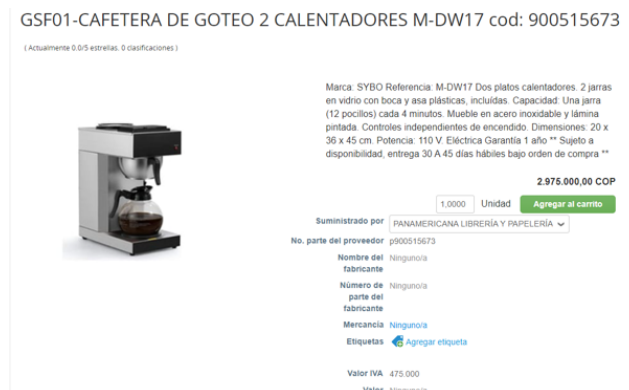 GSF01-CAFETERA DE GOTEO 2 CALENTADORES M-DW17 cod: 900515673
( Actualmente 0.0/5 estrellas. 0 clasificaciones )
Marca: SYBO Referencia: M-DW17 Dos platos calentadores. 2 jarras
en vidrio con boca y asa plásticas, incluídas. Capacidad: Una jarra
(12 pocillos) cada 4 minutos. Mueble en acero inoxidable y lámina
pintada. Controles independientes de encendido. Dimensiones: 20 x
36 x 45 cm. Potencia: 110 V. Eléctrica Garantía 1 año ** Sujeto a
disponibilidad, entrega 30 A 45 días hábiles bajo orden de compra **
2.975.000,00 COP
1,0000 Unidad Agregar al carrito
Suministrado por PANAMERICANA LIBRERÍA Y PAPELERÍA
No. parte del proveedor p900515673
Nombre del Ninguno/a
fabricante
Número de Ninguno/a
parte del
fabricante
Mercancía Ninguno/a
Etiquetas Agregar etiqueta
Valor IVA 475.000
Valor Ninguno/a